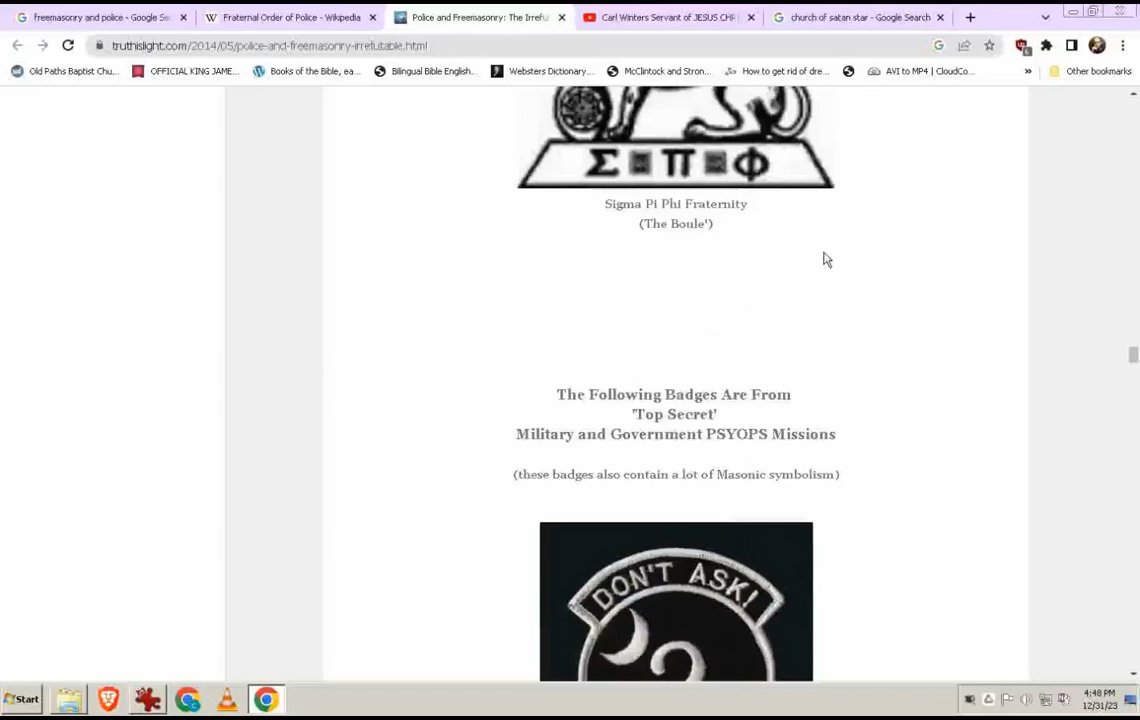 freemasonry and police - Google Se
Fraternal Order of Police - Wikipedia
Police and Freemasonry: The Irrefu
Carl Winters Servant of JESUS CHR
church of satan star - Google Search
truthislight.com/2014/05/police-and-freemasonry-irrefutable.html
Old Paths Baptist Chu...
OFFICIAL KING JAME...
Books of the Bible, ea...
Bilingual Bible English...
Websters Dictionary...
McClintock and Stron...
How to get rid of dre...
AVI to MP4 | CloudCo...
»
Other bookmarks
Σ Π Φ
Sigma Pi Phi Fraternity
(The Boule')
The Following Badges Are From
'Top Secret'
Military and Government PSYOPS Missions
(these badges also contain a lot of Masonic symbolism)
DON'T ASK!
?
Start
4:48 PM
12/31/23